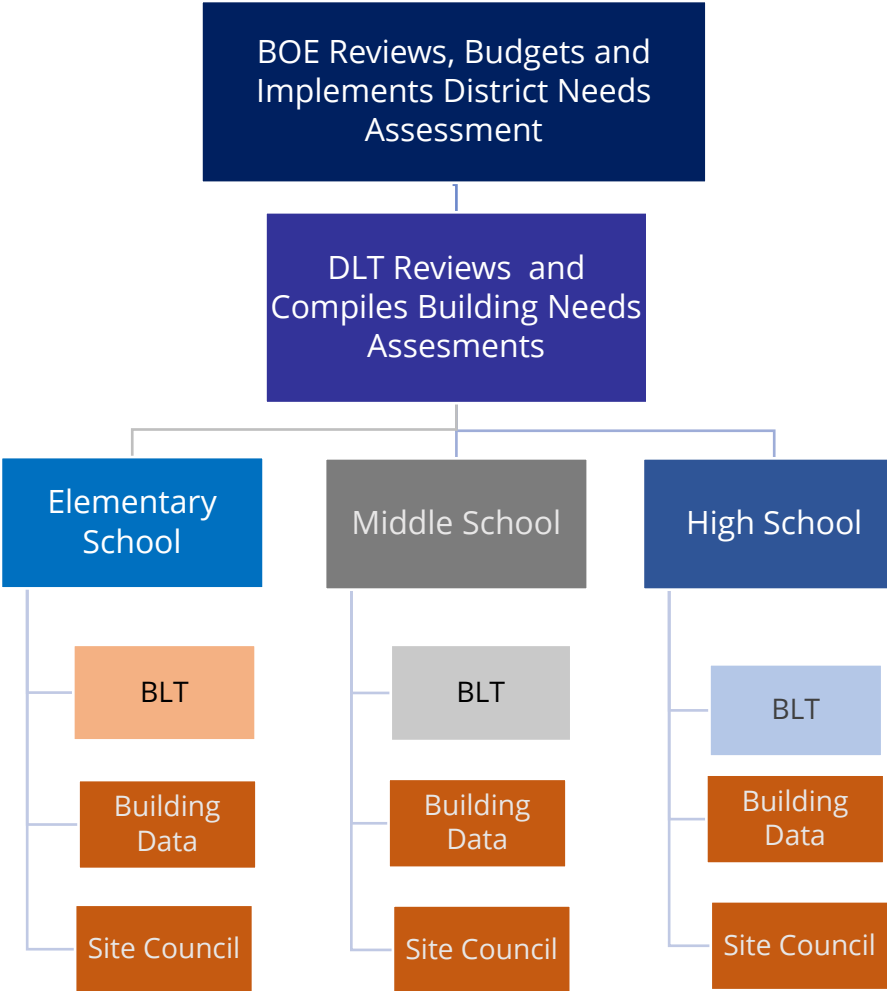 BOE Reviews, Budgets and
Implements District Needs
Assessment
DLT Reviews  and
Compiles Building Needs
Assesments
Elementary
School
Middle School
High School
BLT
Building
Data
Site Council
BLT
Building
Data
Site Council
BLT
Building
Data
Site Council